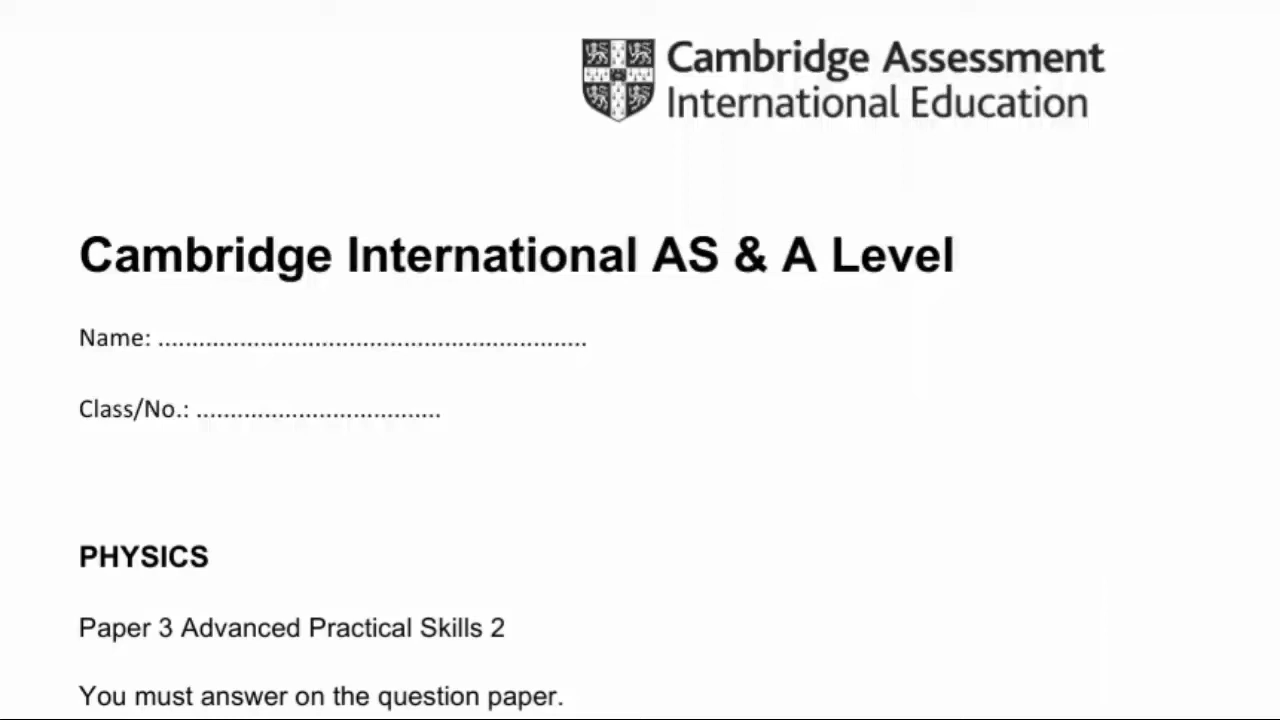 Cambridge Assessment
International Education
Cambridge International AS & A Level
Name: ...............................................................
Class/No.: ....................................
PHYSICS
Paper 3 Advanced Practical Skills 2
You must answer on the question paper.